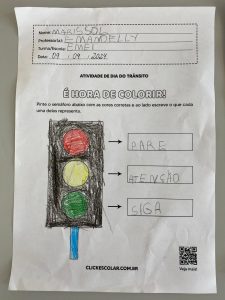 Nome: MARISSOL
Professor(a): EMANOELLY
Turma/Escola: EMEI
Data: 09 / 09 / 2024
ATIVIDADE DE DIA DO TRÂNSITO
É HORA DE COLORIR!
Pinte o semáforo abaixo com as cores corretas e ao lado escreva o que cada
uma delas representa.
PARE
ATENÇÃO
SIGA
CLICKESCOLAR.COM.BR
Veja mais!